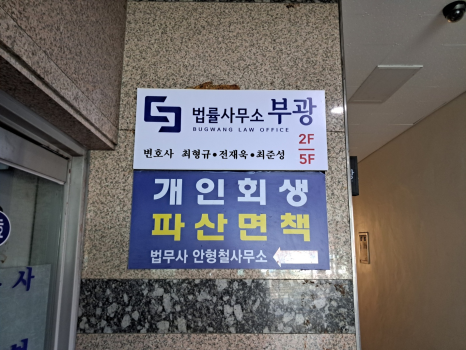 법률사무소 부광
BUGWANG LAW OFFICE
변호사 최형규•전재욱•최준성
2F
5F
개인회생
파산면책
법무사 안형철사무소